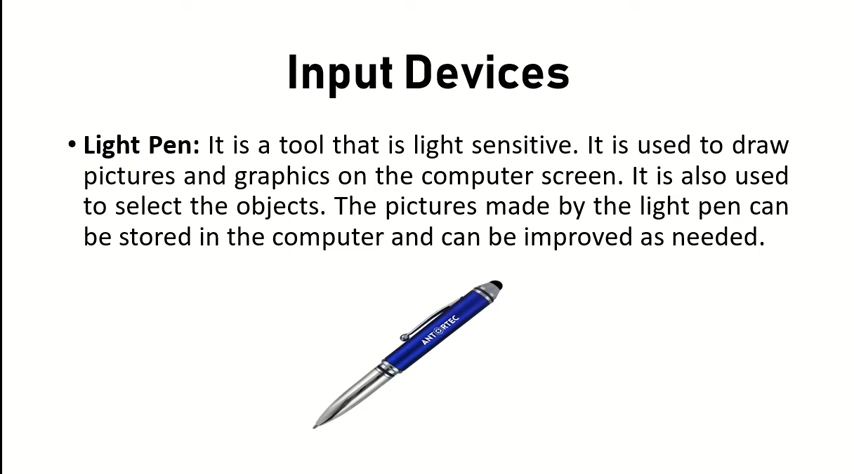 Input Devices
• Light Pen: It is a tool that is light sensitive. It is used to draw
pictures and graphics on the computer screen. It is also used
to select the objects. The pictures made by the light pen can
be stored in the computer and can be improved as needed.
ANTORTEC